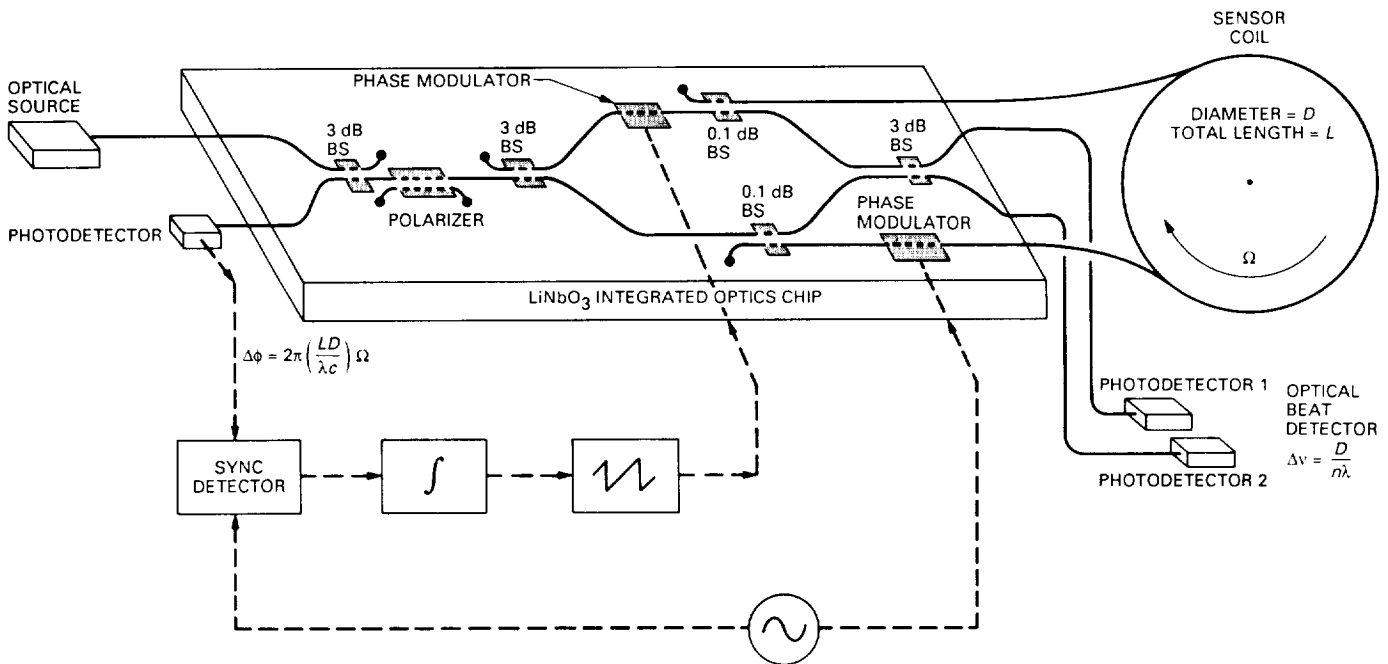 SENSOR
COIL
DIAMETER = D
TOTAL LENGTH = L
Ω
OPTICAL
SOURCE
PHASE MODULATOR
3 dB
BS
3 dB
BS
0.1 dB
BS
3 dB
BS
POLARIZER
0.1 dB
BS
PHASE
MODULATOR
PHOTODETECTOR
LiNbO3 INTEGRATED OPTICS CHIP
Δϕ = 2π (LD/λc) Ω
PHOTODETECTOR 1
PHOTODETECTOR 2
OPTICAL
BEAT
DETECTOR
Δν = D/nλ
SYNC
DETECTOR
∫